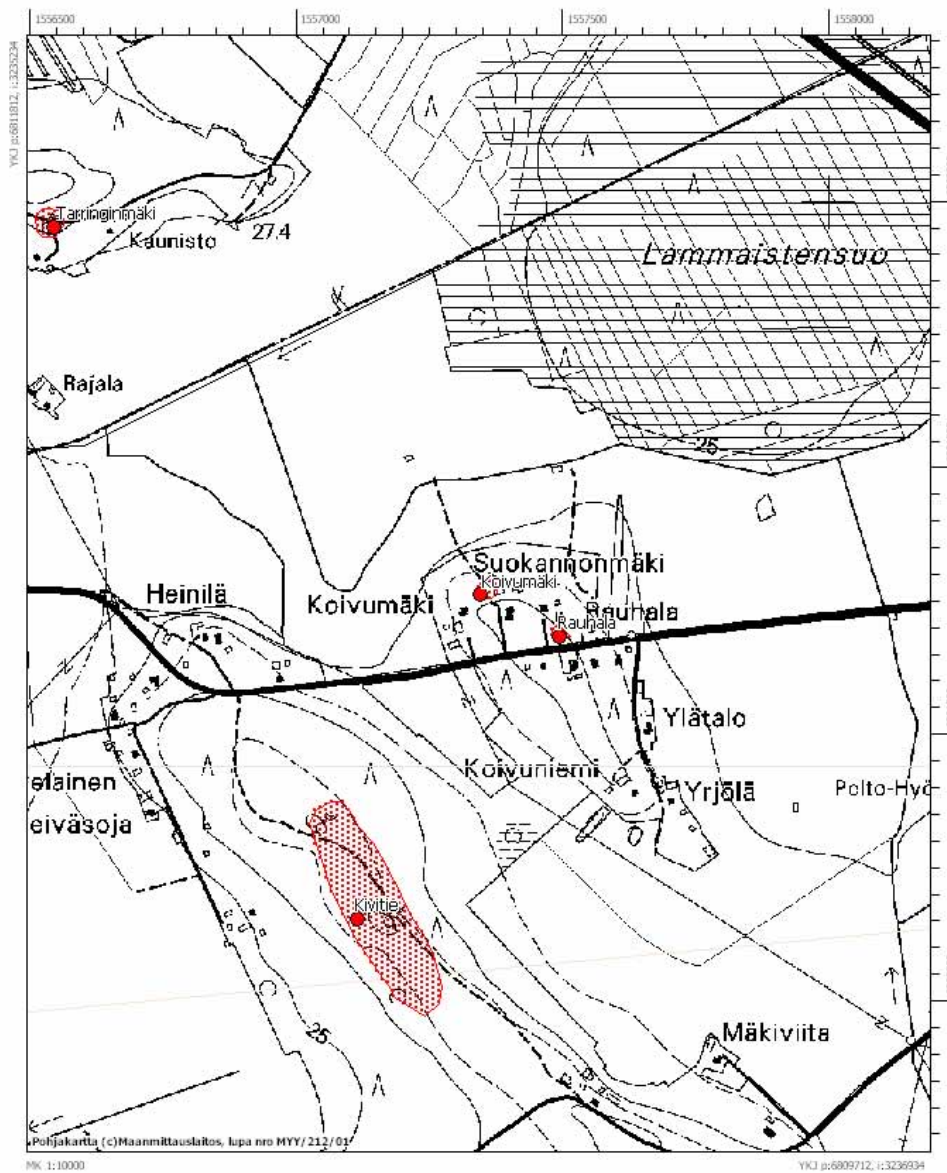 1556500
1557000
1557500
1558000
YKJ p:6811812, i:3235234
Tarringinmäki
Kaunisto
27.4
Lammaistensuo
Rajala
25
Suokannonmäki
Koivumäki
Heinilä
Koivumäki
Rauhala
Rauhala
Ylätalo
Koivuniemi
Yrjölä
Polto-Hyö
elainen
eiväsoja
Kivitie
25
Mäkiviita
Pohjakartta (c)Maanmittauslaitos, lupa nro MYY/212/01
MK 1:10000
YKJ p:6809712, i:3236934